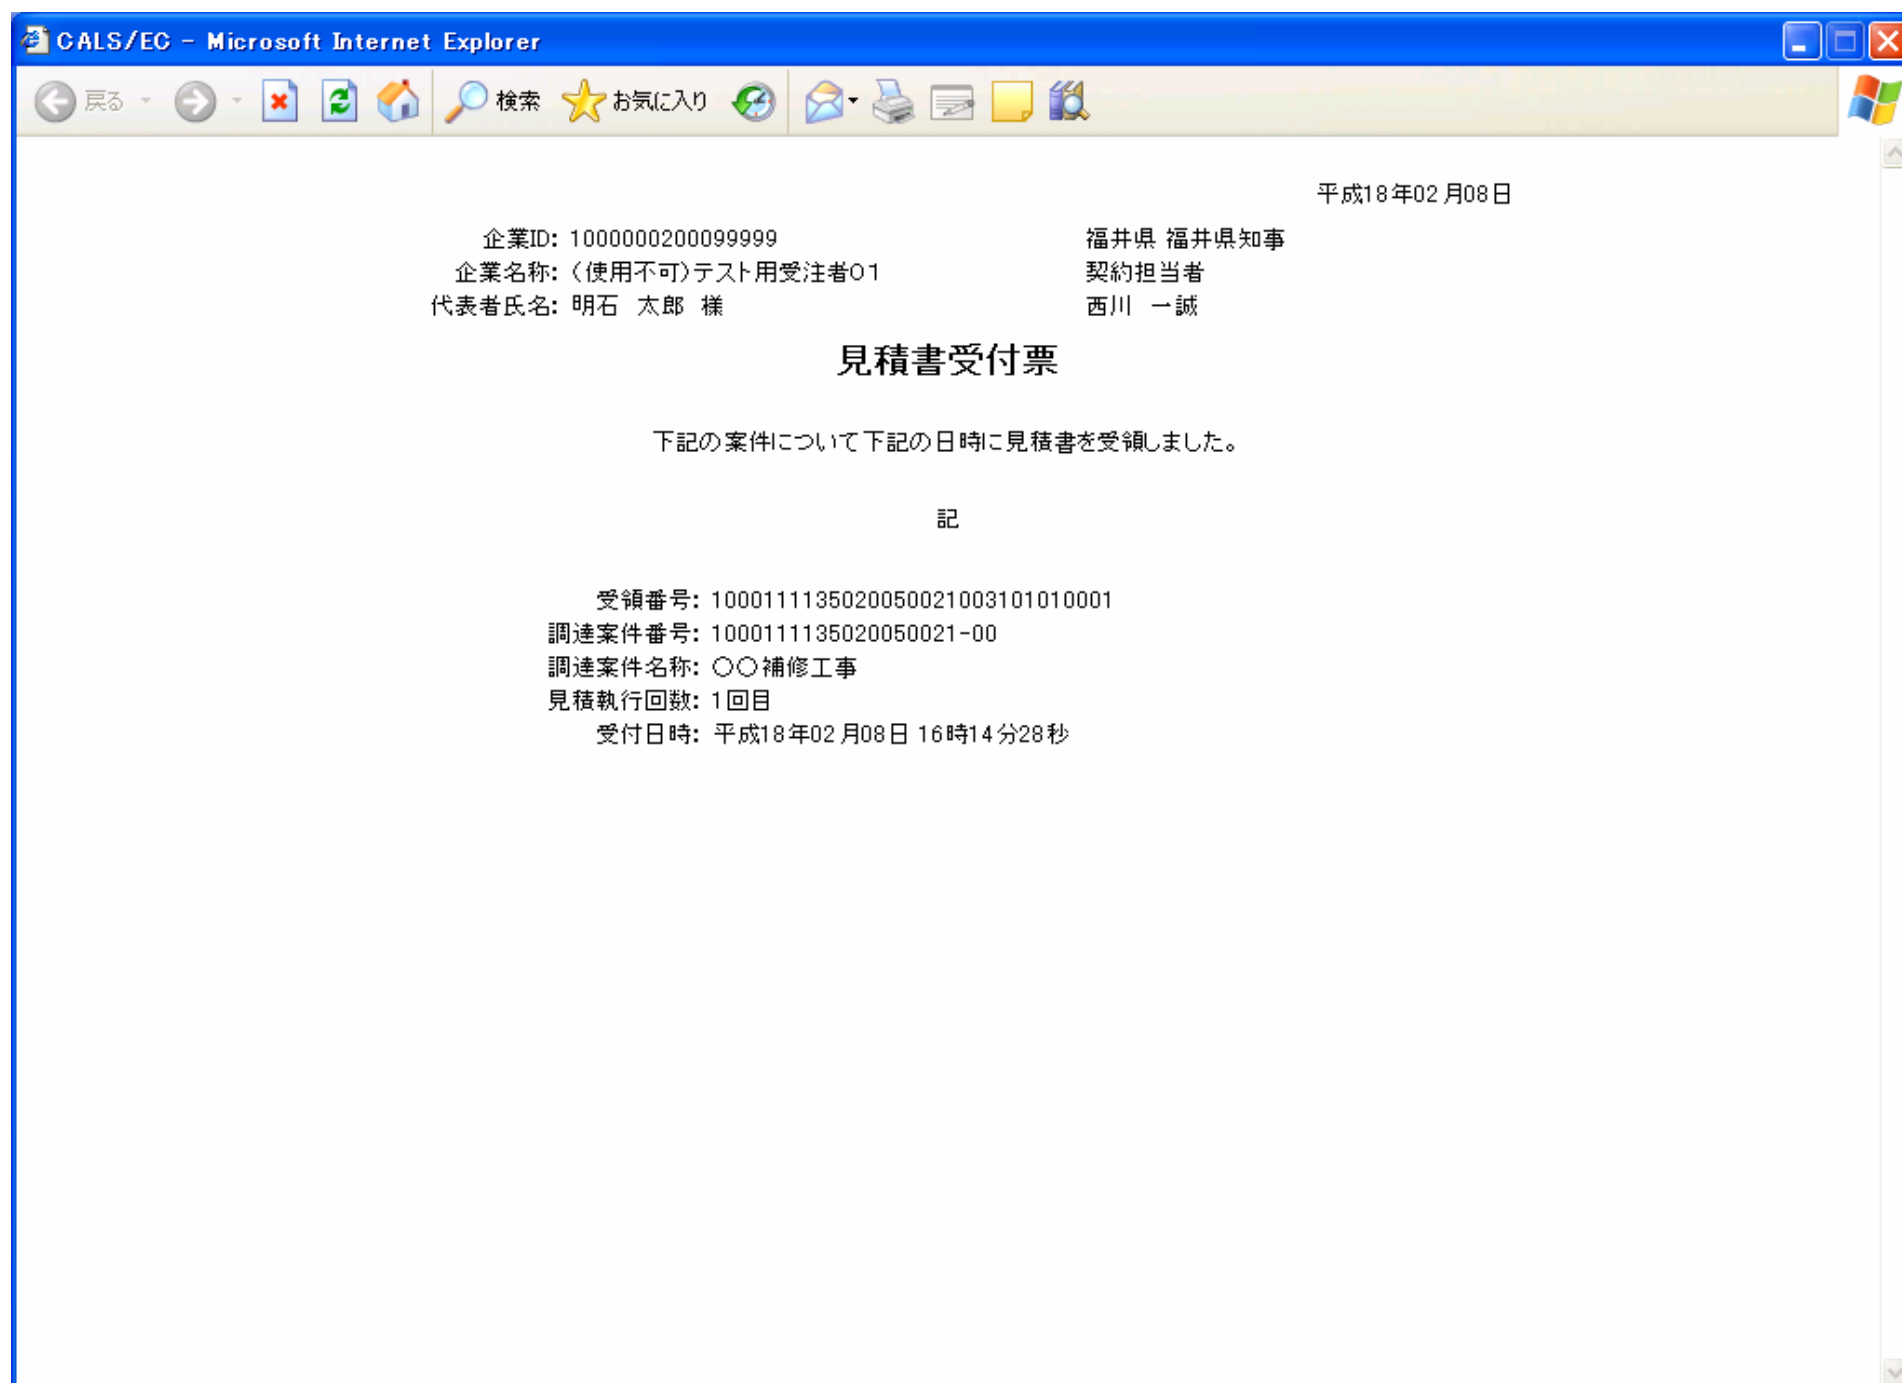 CALS/EC - Microsoft Internet Explorer
戻る 検索 お気に入り
平成18年02月08日
企業ID: 1000000200099999 福井県 福井県知事
企業名称: (使用不可)テスト用受注者01 契約担当者
代表者氏名: 明石 太郎 様 西川 一誠
見積書受付票
下記の案件について下記の日時に見積書を受領しました。
記
受領番号: 10001111350200500210031010​10001
調達案件番号: 1000111135020050021-00
調達案件名称: 〇〇補修工事
見積執行回数: 1回目
受付日時: 平成18年02月08日 16時14分28秒